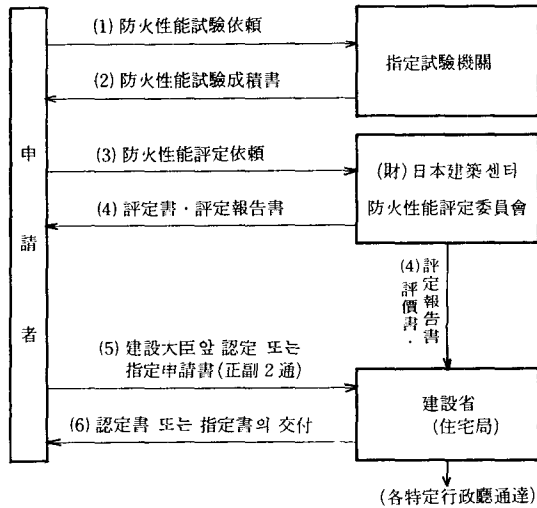 (1) 防火性能試驗依賴
指定試驗機關
(2) 防火性能試驗成積書
申請者
(3) 防火性能評定依賴
(財)日本建築센터
防火性能評定委員會
(4) 評定書·評定報告書
(4) 評定報告書
評價書·
(5) 建設大臣앞 認定 또는
指定申請書(正副 2通)
建設省
(住宅局)
(6) 認定書 또는 指定書의 交付
(各特定行政廳通達)